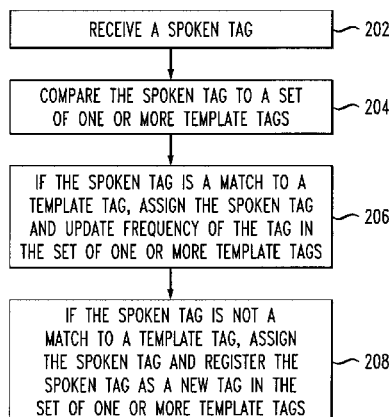 RECEIVE A SPOKEN TAG
202
COMPARE THE SPOKEN TAG TO A SET
OF ONE OR MORE TEMPLATE TAGS
204
IF THE SPOKEN TAG IS A MATCH TO A
TEMPLATE TAG, ASSIGN THE SPOKEN TAG
AND UPDATE FREQUENCY OF THE TAG IN
THE SET OF ONE OR MORE TEMPLATE TAGS
206
IF THE SPOKEN TAG IS NOT A
MATCH TO A TEMPLATE TAG, ASSIGN
THE SPOKEN TAG AND REGISTER THE
SPOKEN TAG AS A NEW TAG IN THE
SET OF ONE OR MORE TEMPLATE TAGS
208